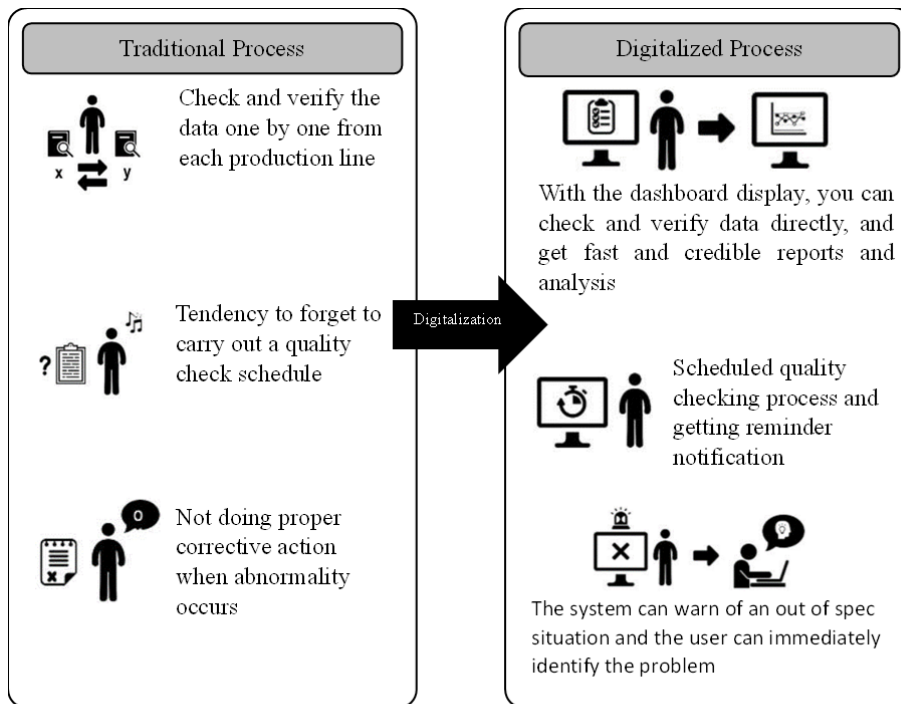 Traditional Process
Check and verify the
data one by one from
each production line
x
y
?
Tendency to forget to
carry out a quality
check schedule
Not doing proper
corrective action
when abnormality
occurs
Digitalization
Digitalized Process
With the dashboard display, you can
check and verify data directly, and
get fast and credible reports and
analysis
Scheduled quality
checking process and
getting reminder
notification
The system can warn of an out of spec
situation and the user can immediately
identify the problem